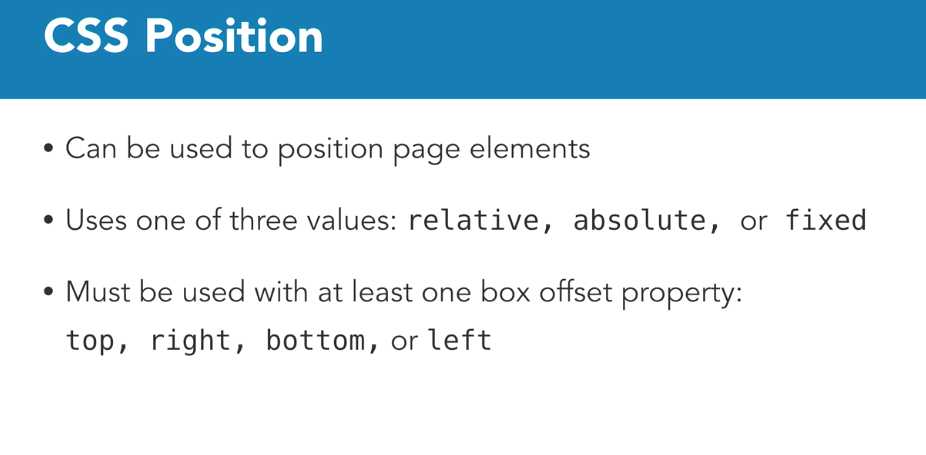 CSS Position
• Can be used to position page elements
• Uses one of three values: relative, absolute, or fixed
• Must be used with at least one box offset property:
top, right, bottom, or left